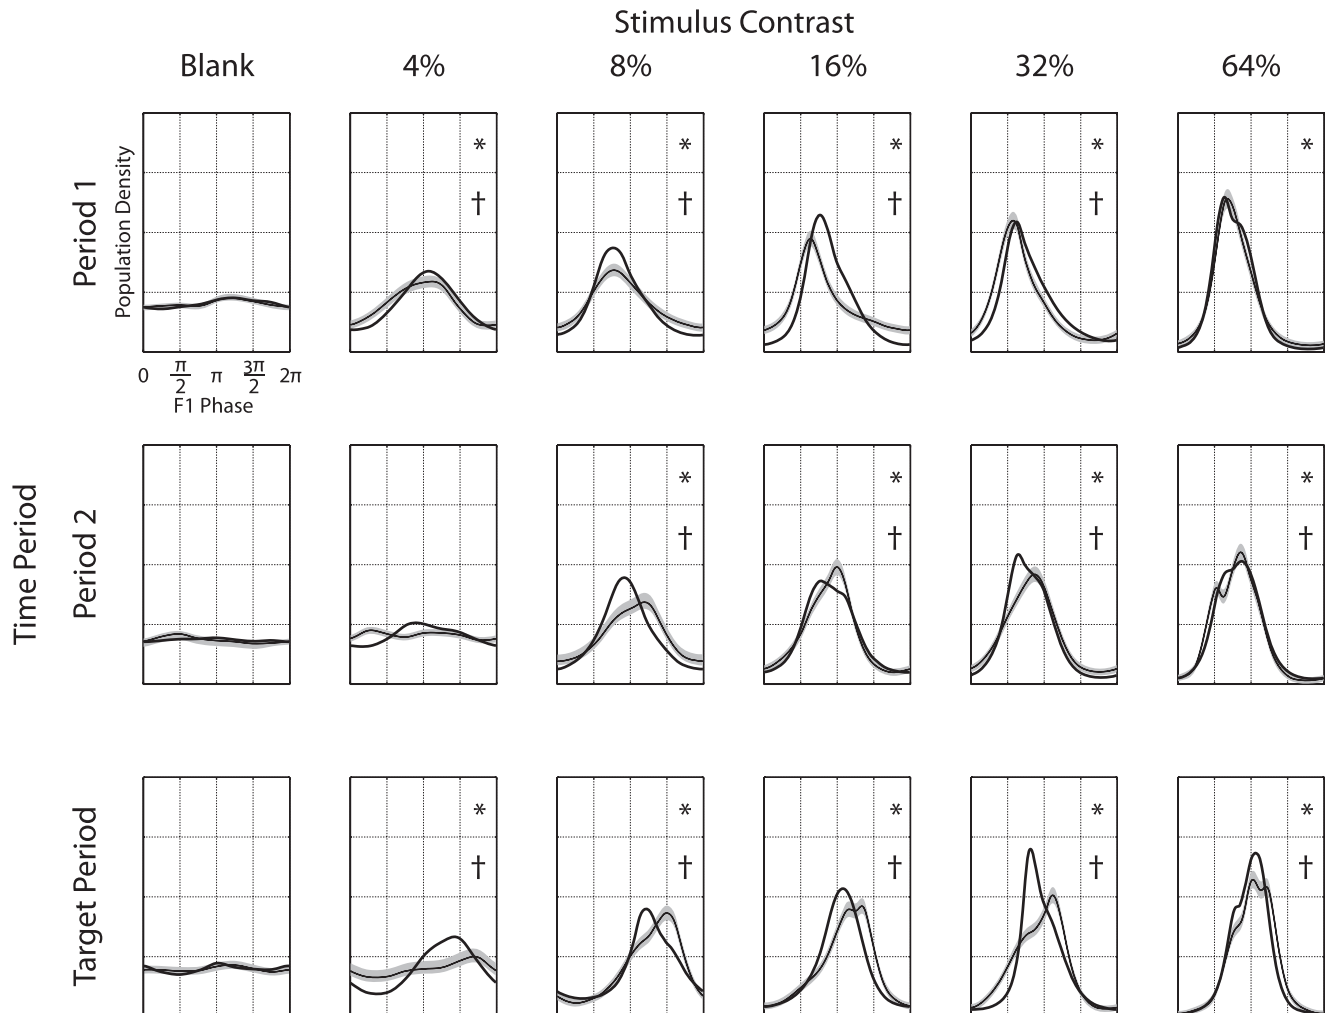 Stimulus Contrast
Blank 4% 8% 16% 32% 64%
Time Period
Period 1
Population Density
* * * * *
† † † †
0 π/2 π 3π/2 2π
F1 Phase
Period 2
* * * *
† † † †
Target Period
* * * * *
† † † † †